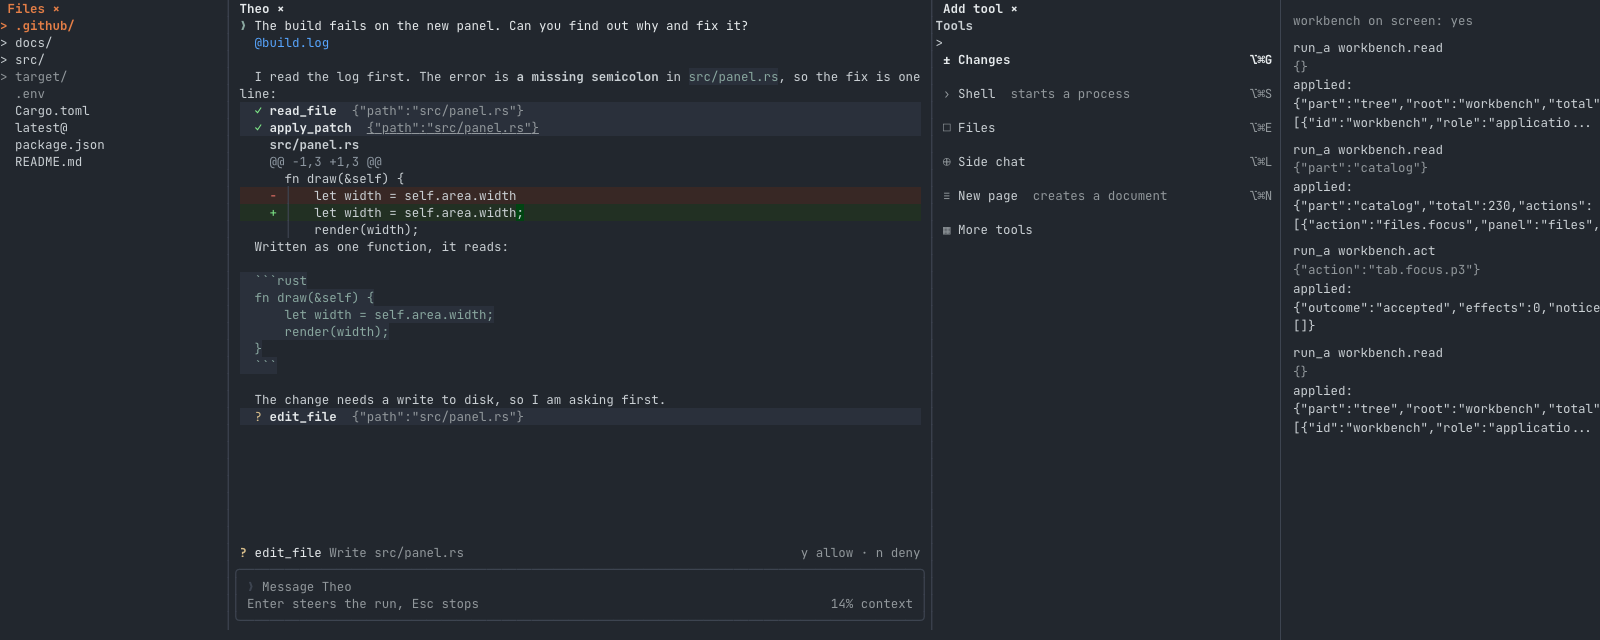 Files ×
> .github/
> docs/
> src/
> target/
.env
Cargo.toml
latest@
package.json
README.md
Theo ×
⟩ The build fails on the new panel. Can you find out why and fix it?
@build.log
I read the log first. The error is a missing semicolon in src/panel.rs, so the fix is one
line:
✓ read_file {"path":"src/panel.rs"}
✓ apply_patch {"path":"src/panel.rs"}
src/panel.rs
@@ -1,3 +1,3 @@
fn draw(&self) {
- let width = self.area.width
+ let width = self.area.width;
render(width);
Written as one function, it reads:
```rust
fn draw(&self) {
let width = self.area.width;
render(width);
}
```
The change needs a write to disk, so I am asking first.
? edit_file {"path":"src/panel.rs"}
? edit_file Write src/panel.rs y allow · n deny
⟩ Message Theo
Enter steers the run, Esc stops 14% context
Add tool ×
Tools
>
± Changes ⌥⌘G
› Shell starts a process ⌥⌘S
□ Files ⌥⌘E
⊕ Side chat ⌥⌘L
≡ New page creates a document ⌥⌘N
▦ More tools
workbench on screen: yes
run_a workbench.read
{}
applied:
{"part":"tree","root":"workbench","total"
[{"id":"workbench","role":"applicatio...
run_a workbench.read
{"part":"catalog"}
applied:
{"part":"catalog","total":230,"actions":
[{"action":"files.focus","panel":"files",
run_a workbench.act
{"action":"tab.focus.p3"}
applied:
{"outcome":"accepted","effects":0,"notice
[]}
run_a workbench.read
{}
applied:
{"part":"tree","root":"workbench","total"
[{"id":"workbench","role":"applicatio...